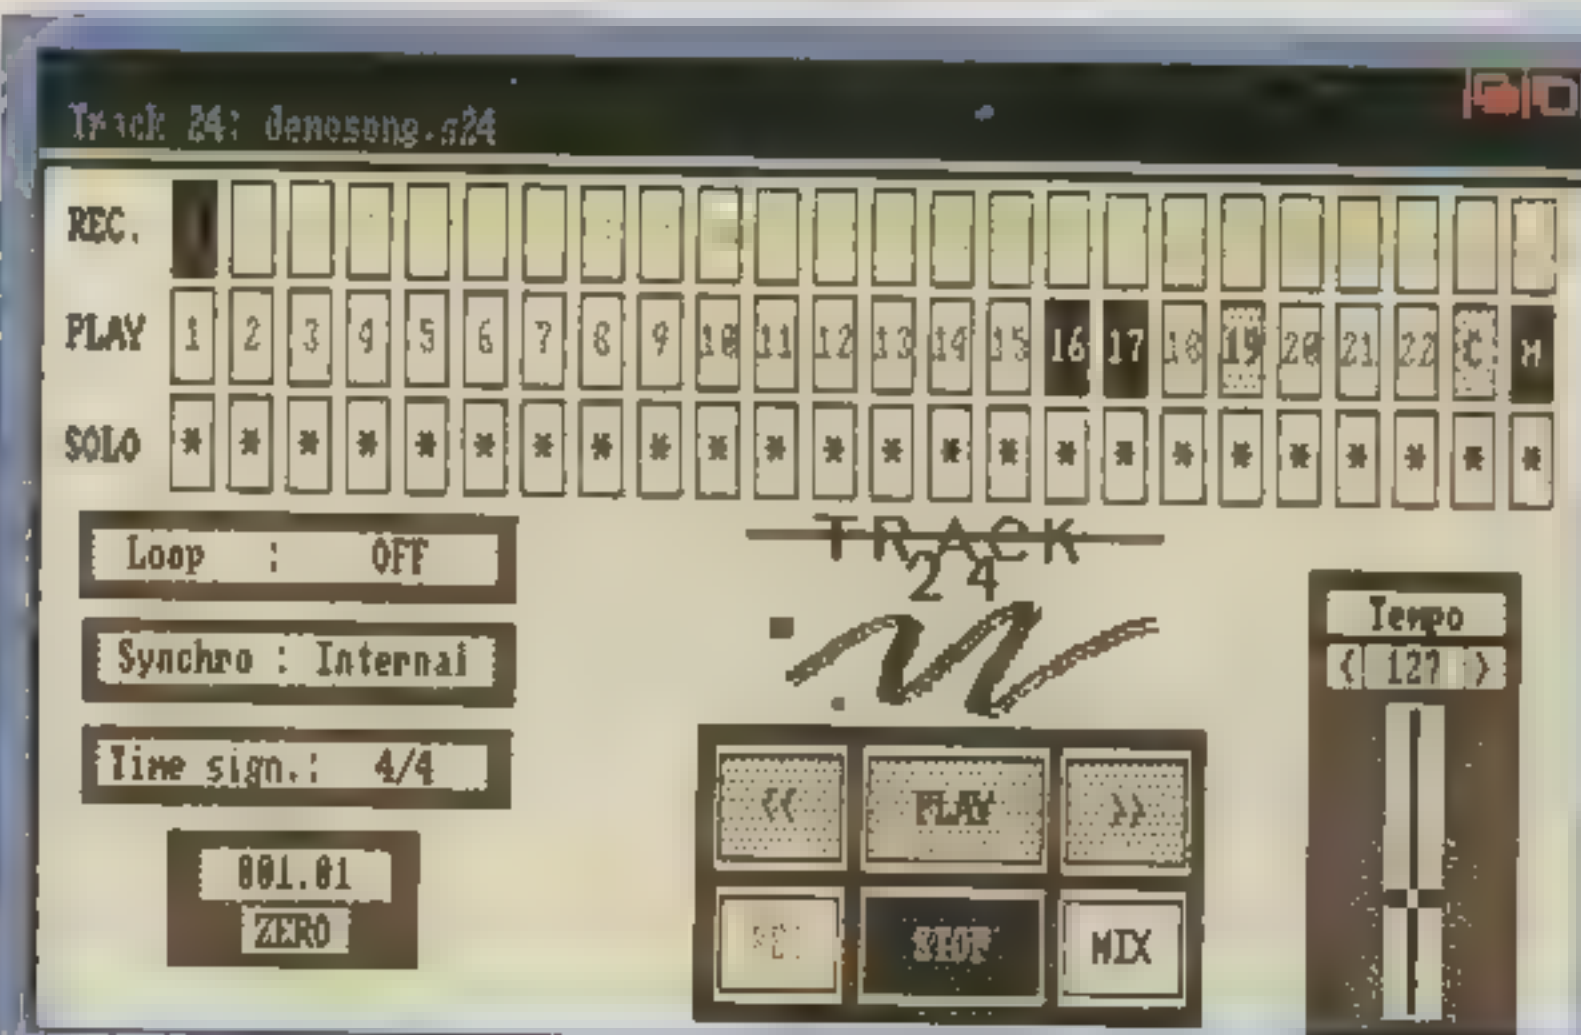 Track 24: demosong.s24
REC.
PLAY 1 2 3 4 5 6 7 8 9 10 11 12 13 14 15 16 17 18 19 20 21 22 C M
SOLO * * * * * * * * * * * * * * * * * * * * * * * *
Loop : OFF
Synchro : Internal
Time sign.: 4/4
001.01
ZERO
TRACK
24
<< PLAY >>
STOP MIX
Tempo
< 127 >